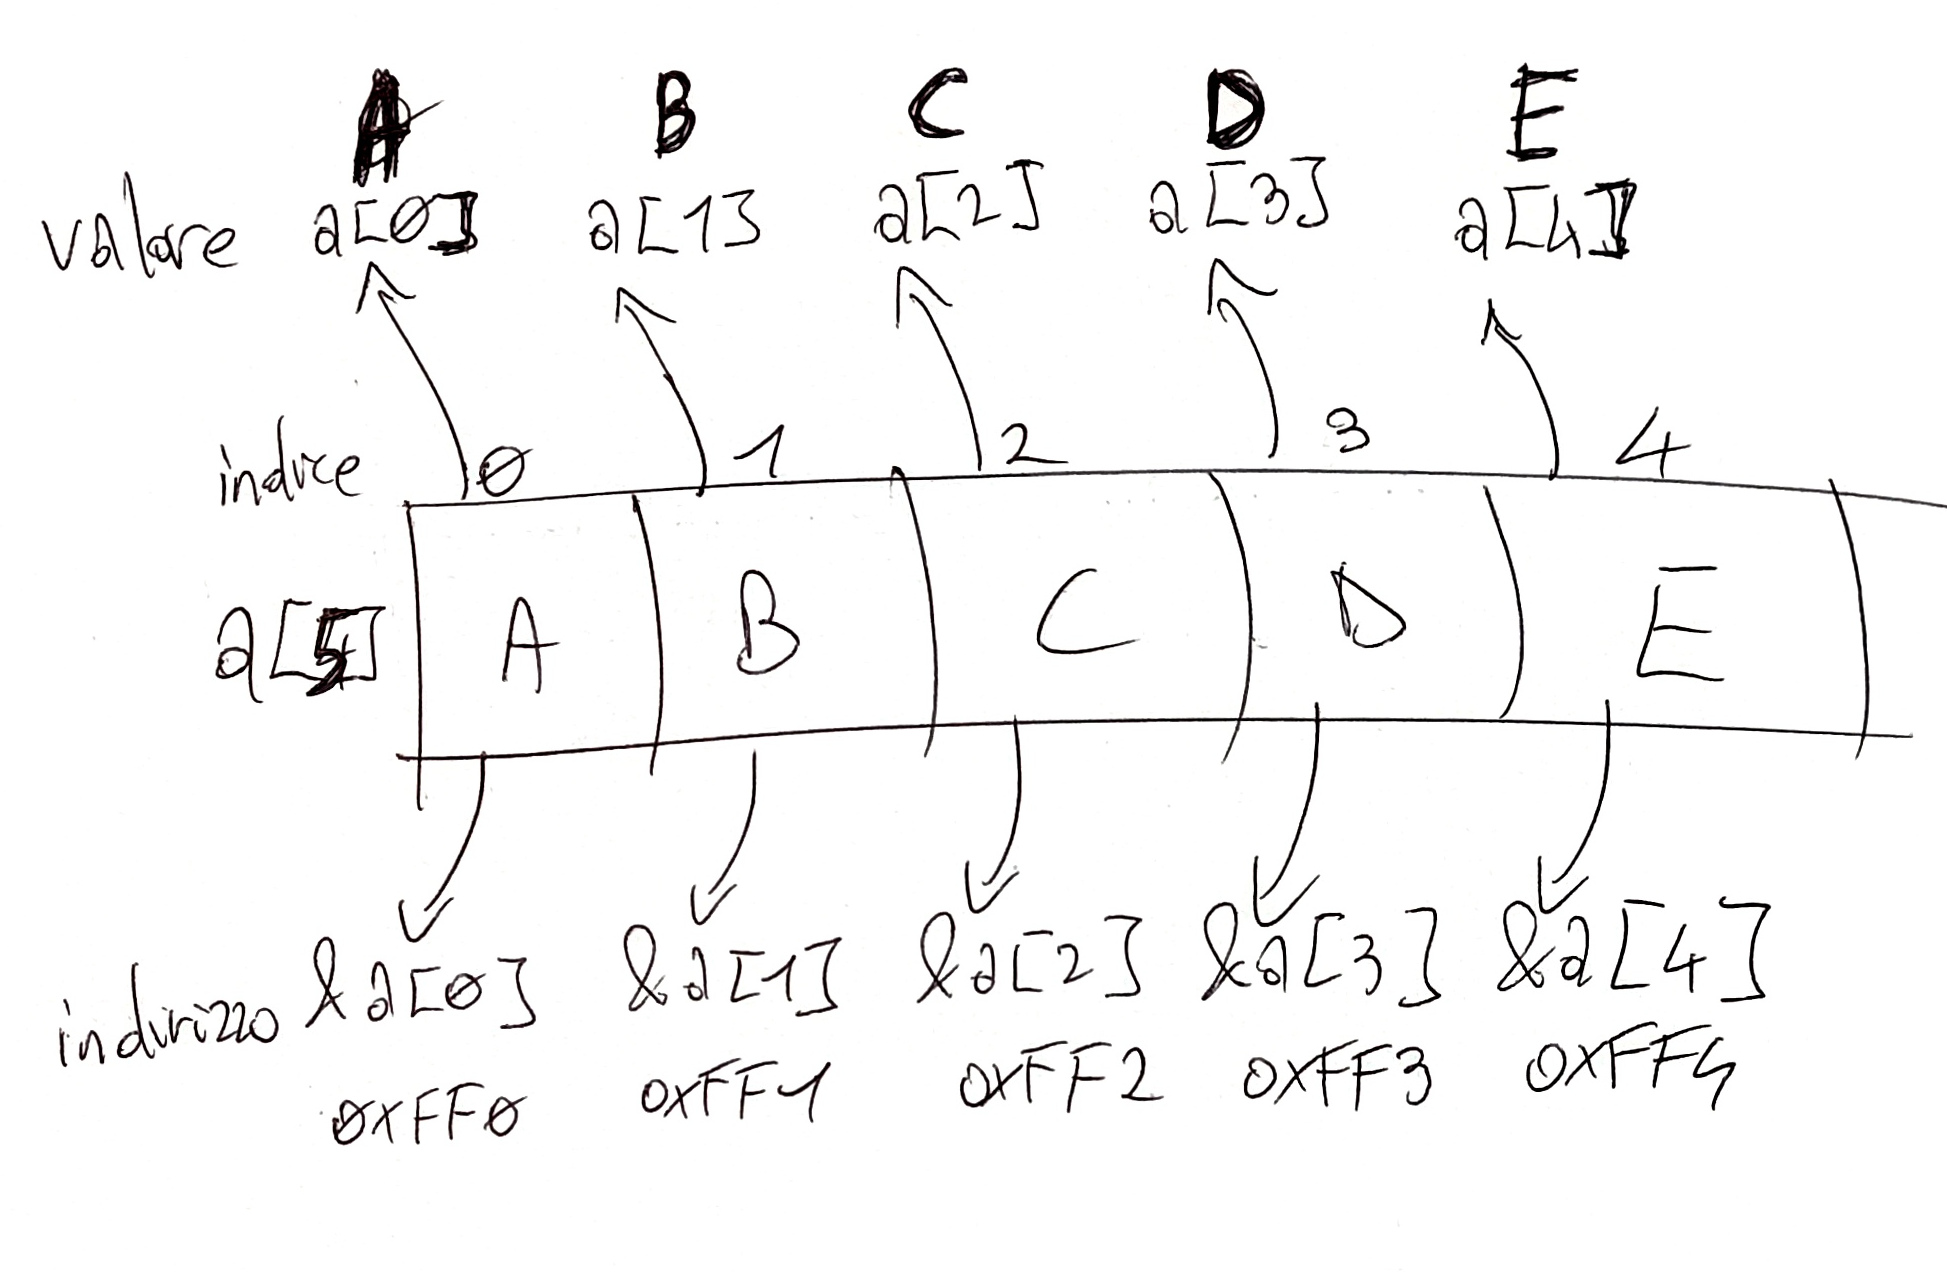 A B C D E
valore a[0] a[1] a[2] a[3] a[4]
indice 0 1 2 3 4
a[5] A B C D E
indirizzo &a[0] &a[1] &a[2] &a[3] &a[4]
0xFF0 0xFF1 0xFF2 0xFF3 0xFF4